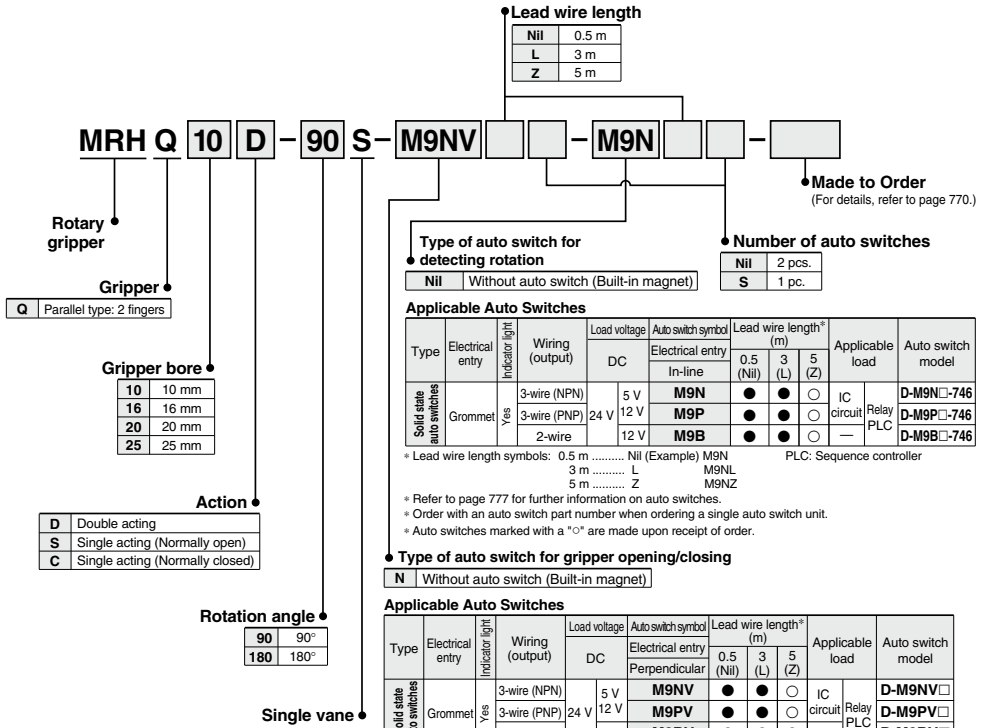 Lead wire length
Nil 0.5 m
L 3 m
Z 5 m
MRH Q 10 D - 90 S - M9NV - M9N -
Made to Order
(For details, refer to page 770.)
Rotary
gripper
Type of auto switch for
detecting rotation
Nil Without auto switch (Built-in magnet)
Number of auto switches
Nil 2 pcs.
S 1 pc.
Gripper
Q Parallel type: 2 fingers
Gripper bore
10 10 mm
16 16 mm
20 20 mm
25 25 mm
Applicable Auto Switches
Type Electrical entry Indicator light Wiring (output) Load voltage Auto switch symbol Lead wire length* (m) Applicable load Auto switch model
DC Electrical entry 0.5 (Nil) 3 (L) 5 (Z)
In-line
Solid state auto switches Grommet Yes 3-wire (NPN) 24 V 5 V 12 V M9N ● ● ○ IC circuit Relay PLC D-M9N□-746
3-wire (PNP) M9P ● ● ○ D-M9P□-746
2-wire 12 V M9B ● ● ○ — D-M9B□-746
* Lead wire length symbols: 0.5 m .......... Nil (Example) M9N PLC: Sequence controller
3 m .......... L M9NL
5 m .......... Z M9NZ
* Refer to page 777 for further information on auto switches.
* Order with an auto switch part number when ordering a single auto switch unit.
* Auto switches marked with a "○" are made upon receipt of order.
Action
D Double acting
S Single acting (Normally open)
C Single acting (Normally closed)
Type of auto switch for gripper opening/closing
N Without auto switch (Built-in magnet)
Rotation angle
90 90°
180 180°
Applicable Auto Switches
Type Electrical entry Indicator light Wiring (output) Load voltage Auto switch symbol Lead wire length* (m) Applicable load Auto switch model
DC Electrical entry 0.5 (Nil) 3 (L) 5 (Z)
Perpendicular
Grommet Yes 3-wire (NPN) 24 V 5 V 12 V M9NV ● ● ○ IC circuit Relay PLC D-M9NV□
3-wire (PNP) M9PV ● ● ○ D-M9PV□
Single vane